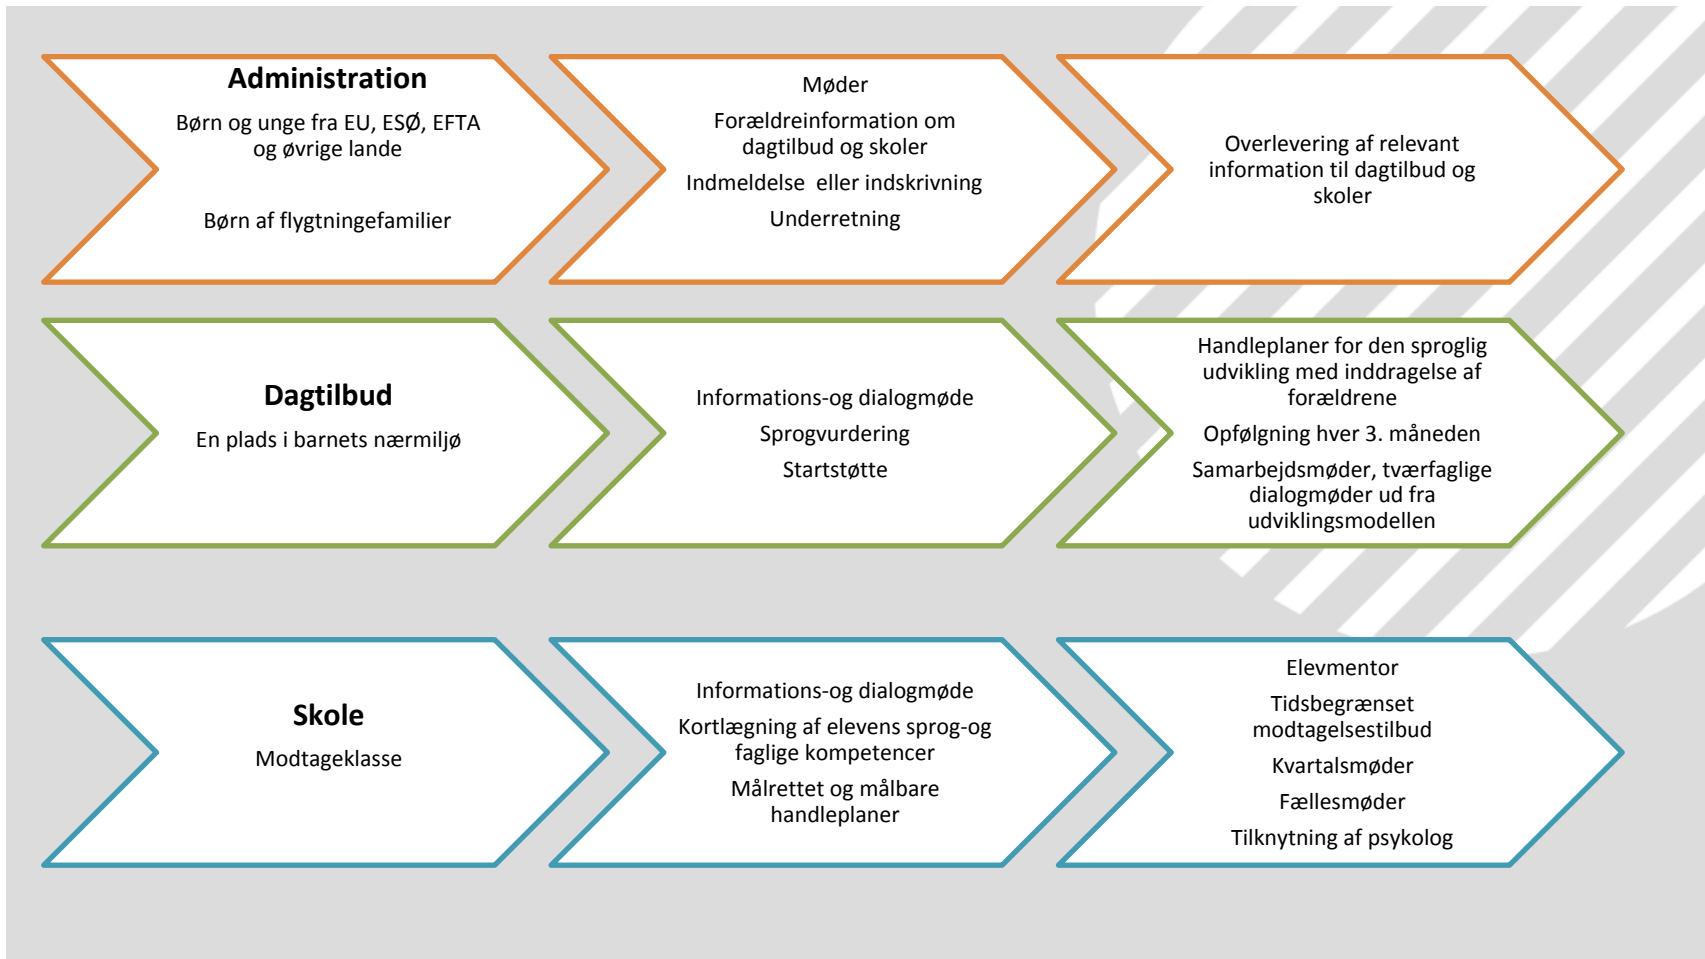 Administration
Børn og unge fra EU, ESØ, EFTA
og øvrige lande
Børn af flygtningefamilier
Møder
Forældreinformation om
dagtilbud og skoler
Indmeldelse  eller indskrivning
Underretning
Overlevering af relevant
information til dagtilbud og
skoler
Dagtilbud
En plads i barnets nærmiljø
Informations-og dialogmøde
Sprogvurdering
Startstøtte
Handleplaner for den sproglig
udvikling med inddragelse af
forældrene
Opfølgning hver 3. måneden
Samarbejdsmøder, tværfaglige
dialogmøder ud fra
udviklingsmodellen
Skole
Modtageklasse
Informations-og dialogmøde
Kortlægning af elevens sprog-og
faglige kompetencer
Målrettet og målbare
handleplaner
Elevmentor
Tidsbegrænset
modtagelsestilbud
Kvartalsmøder
Fællesmøder
Tilknytning af psykolog